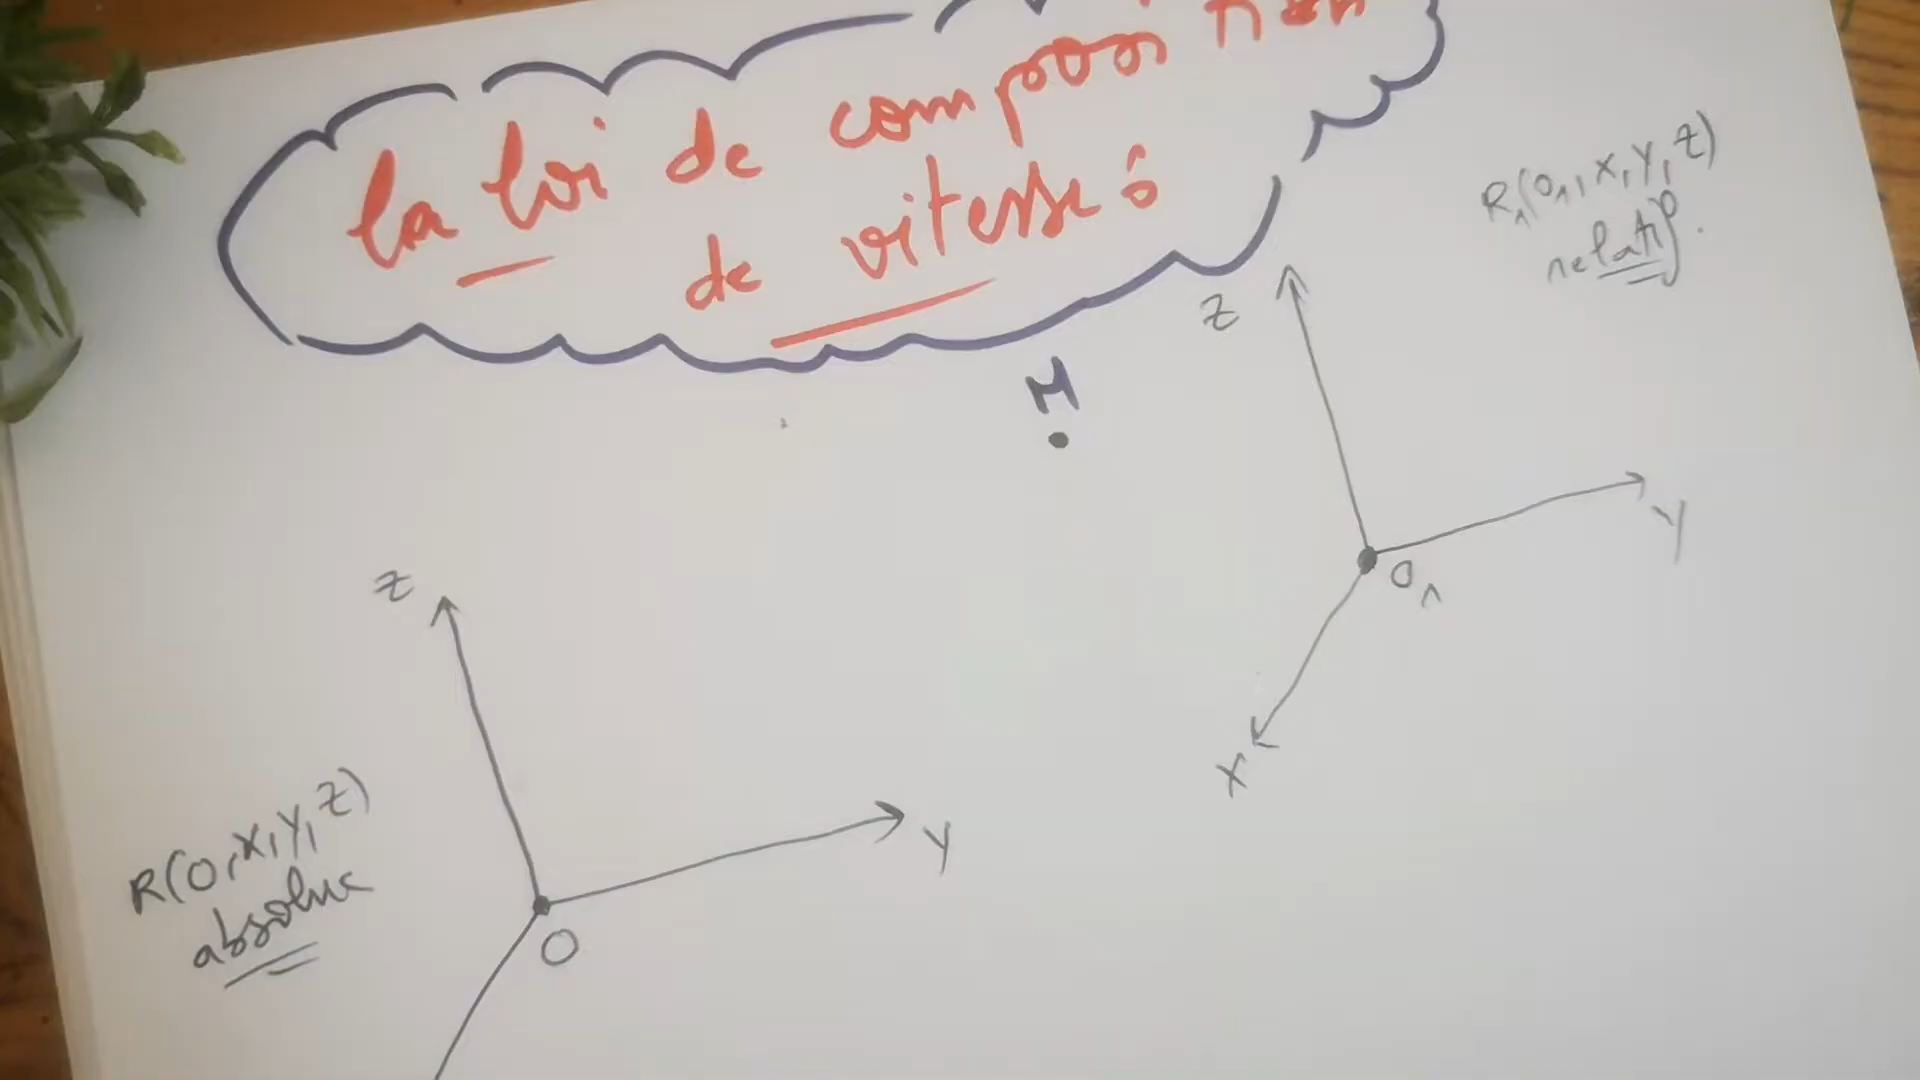 la loi de composition
de vitesse :
R₁(O₁, X, Y, Z)
relatif.
M
Z
Y
O₁
X
Z
Y
O
R(O, X, Y, Z)
absolue